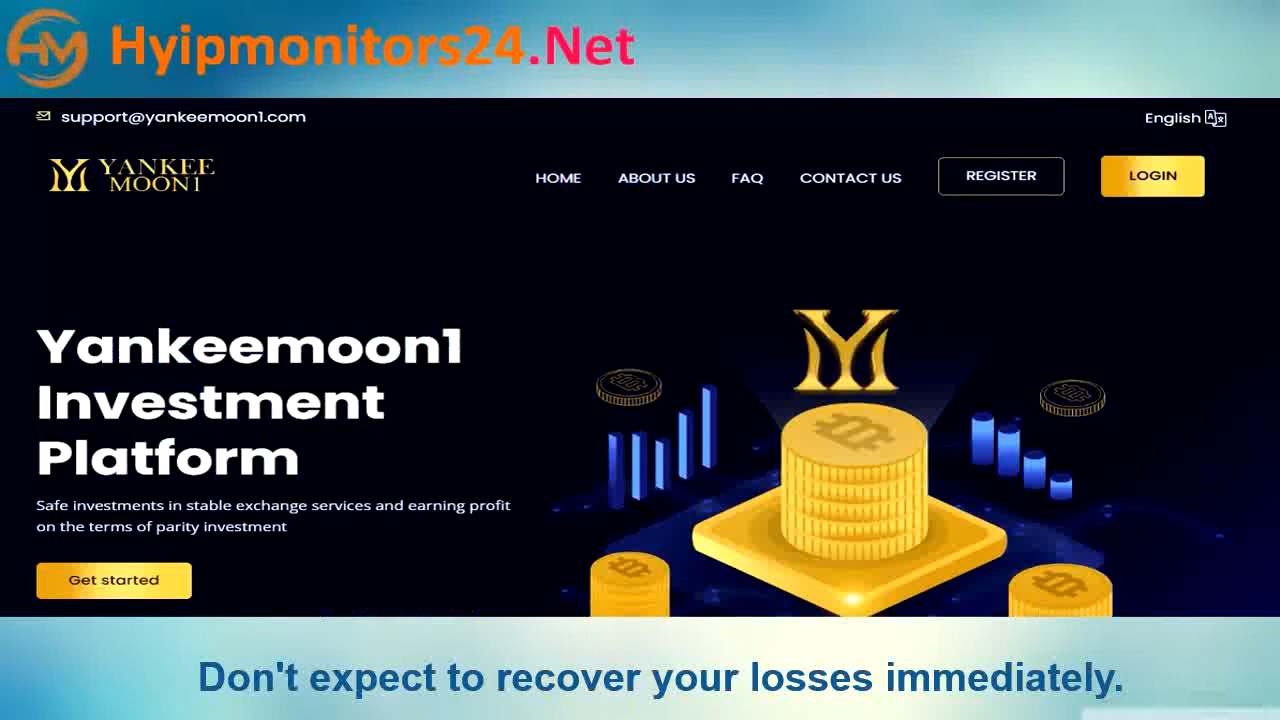 HM Hyipmonitors24.Net
support@yankeemoon1.com
English
YANKEE
MOON1
HOME ABOUT US FAQ CONTACT US REGISTER LOGIN
Yankeemoon1
Investment
Platform
Safe investments in stable exchange services and earning profit
on the terms of parity investment
Get started
Don't expect to recover your losses immediately.